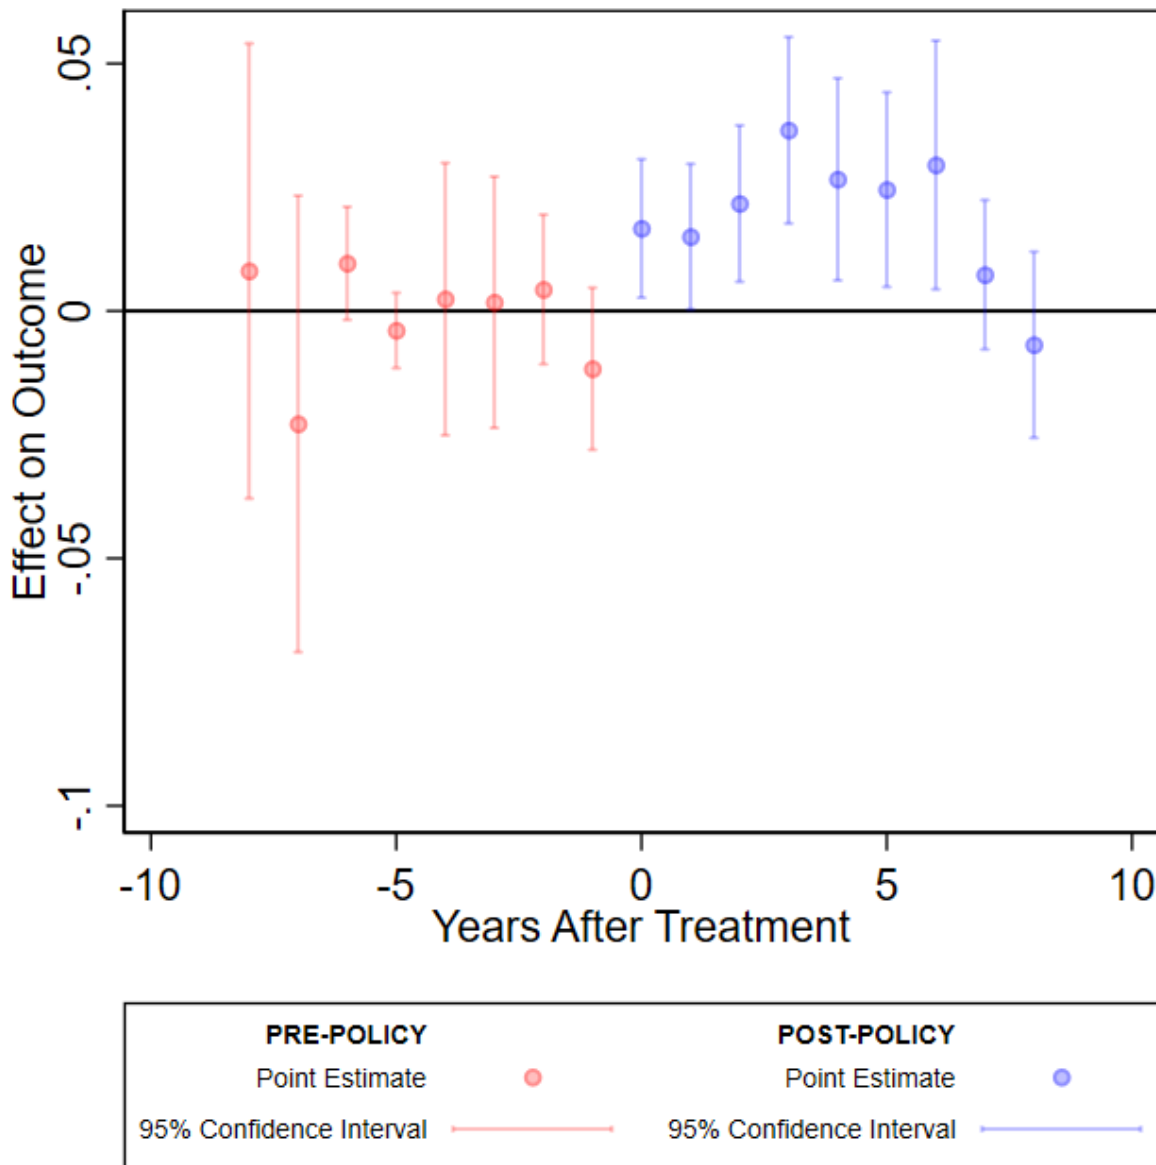 Effect on Outcome
.05
0
-.05
-.1
-10 -5 0 5 10
Years After Treatment
PRE-POLICY POST-POLICY
Point Estimate Point Estimate
95% Confidence Interval 95% Confidence Interval